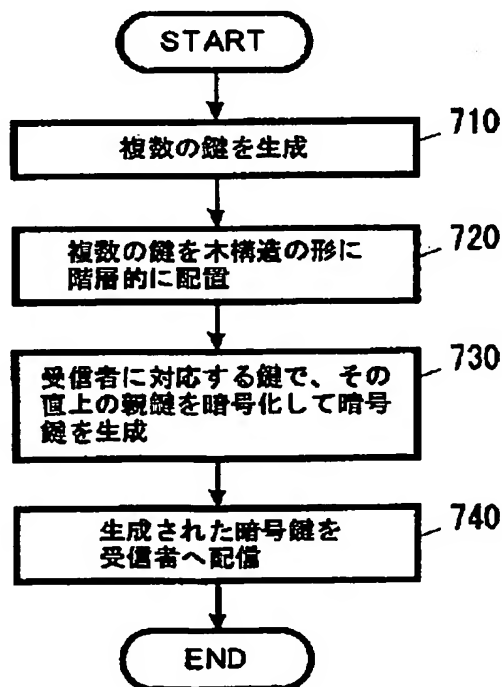 START
複数の鍵を生成
710
複数の鍵を木構造の形に
階層的に配置
720
受信者に対応する鍵で、その
直上の親鍵を暗号化して暗号
鍵を生成
730
生成された暗号鍵を
受信者へ配信
740
END